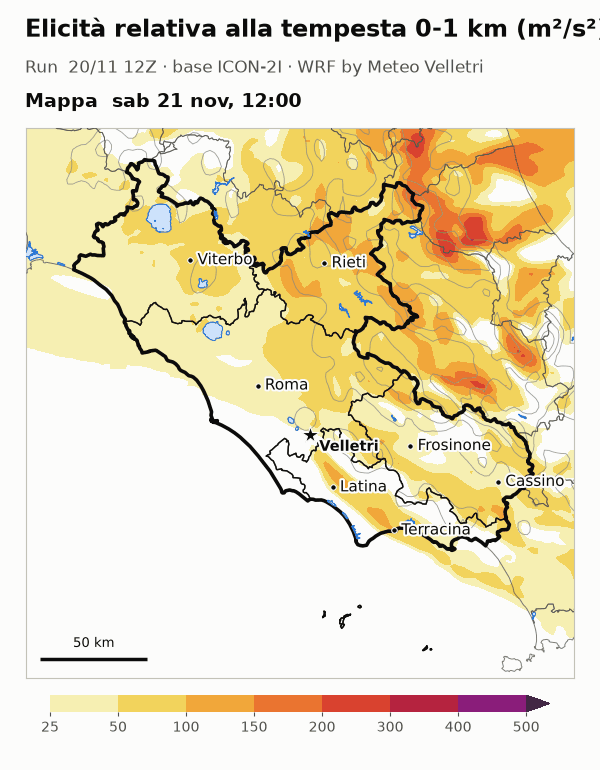 Elicità relativa alla tempesta 0-1 km (m²/s²)
Run  20/11 12Z · base ICON-2I · WRF by Meteo Velletri
Mappa  sab 21 nov, 12:00
Viterbo
Rieti
Roma
Velletri
Frosinone
Cassino
Latina
Terracina
50 km
25 50 100 150 200 300 400 500